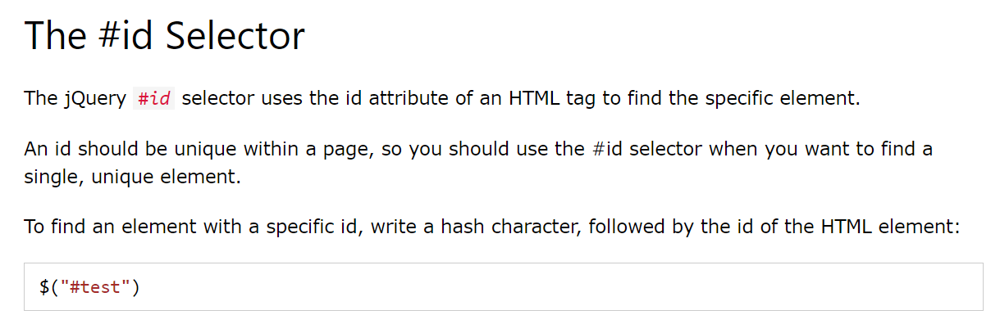 The #id Selector
The jQuery #id selector uses the id attribute of an HTML tag to find the specific element.
An id should be unique within a page, so you should use the #id selector when you want to find a
single, unique element.
To find an element with a specific id, write a hash character, followed by the id of the HTML element:
$("#test")